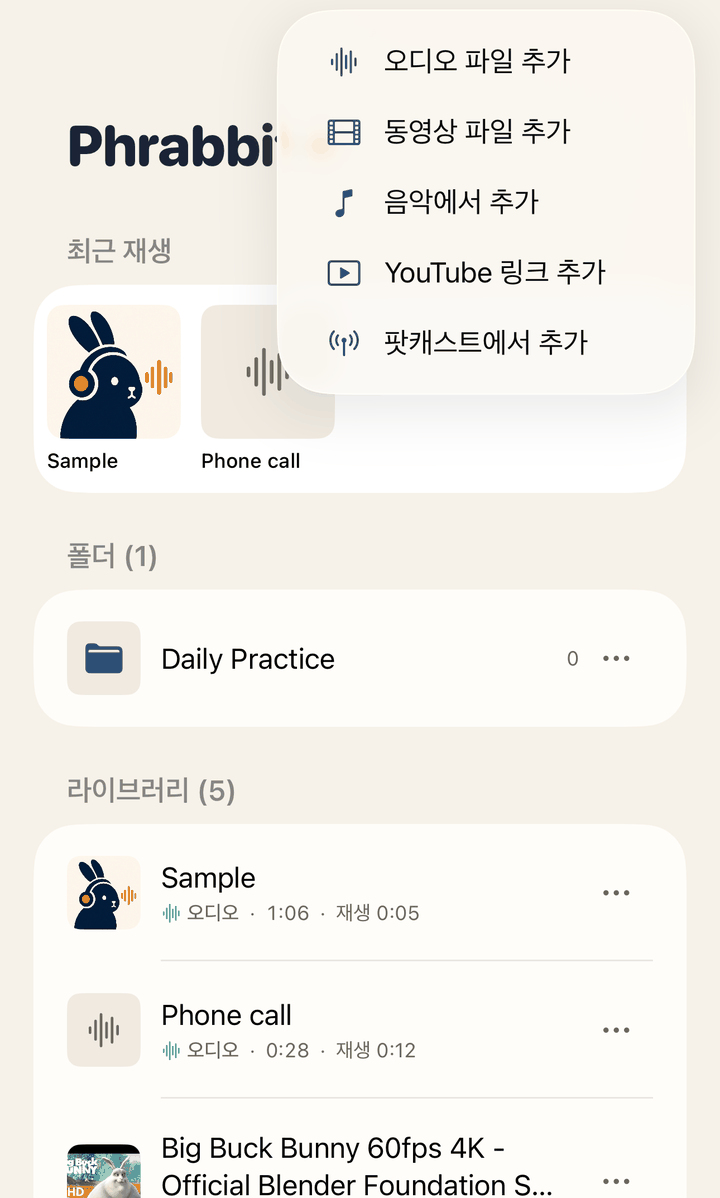 오디오 파일 추가
동영상 파일 추가
음악에서 추가
YouTube 링크 추가
팟캐스트에서 추가
Phrabbi
최근 재생
Sample
Phone call
폴더 (1)
Daily Practice
0
라이브러리 (5)
Sample
오디오 · 1:06 · 재생 0:05
Phone call
오디오 · 0:28 · 재생 0:12
Big Buck Bunny 60fps 4K -
Official Blender Foundation S...
Big Buck
BUNNY
HD